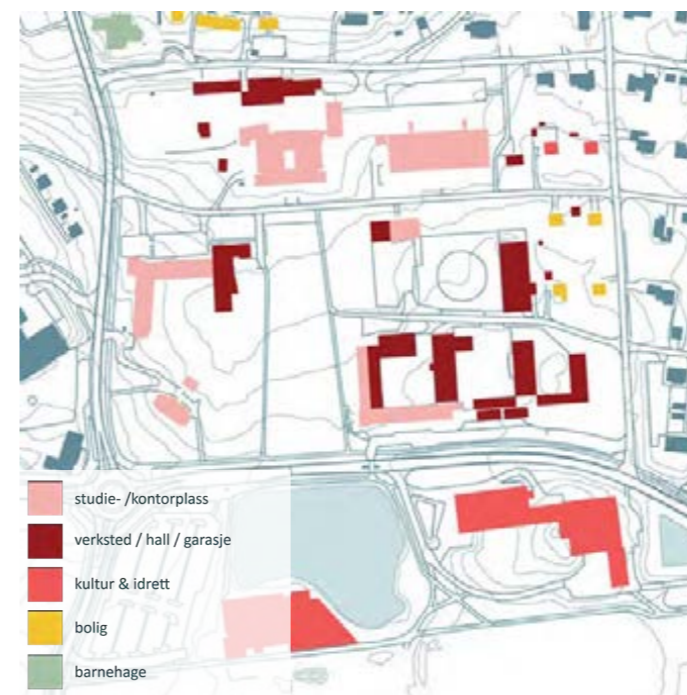 studie- /kontorplass
verksted / hall / garasje
kultur & idrett
bolig
barnehage